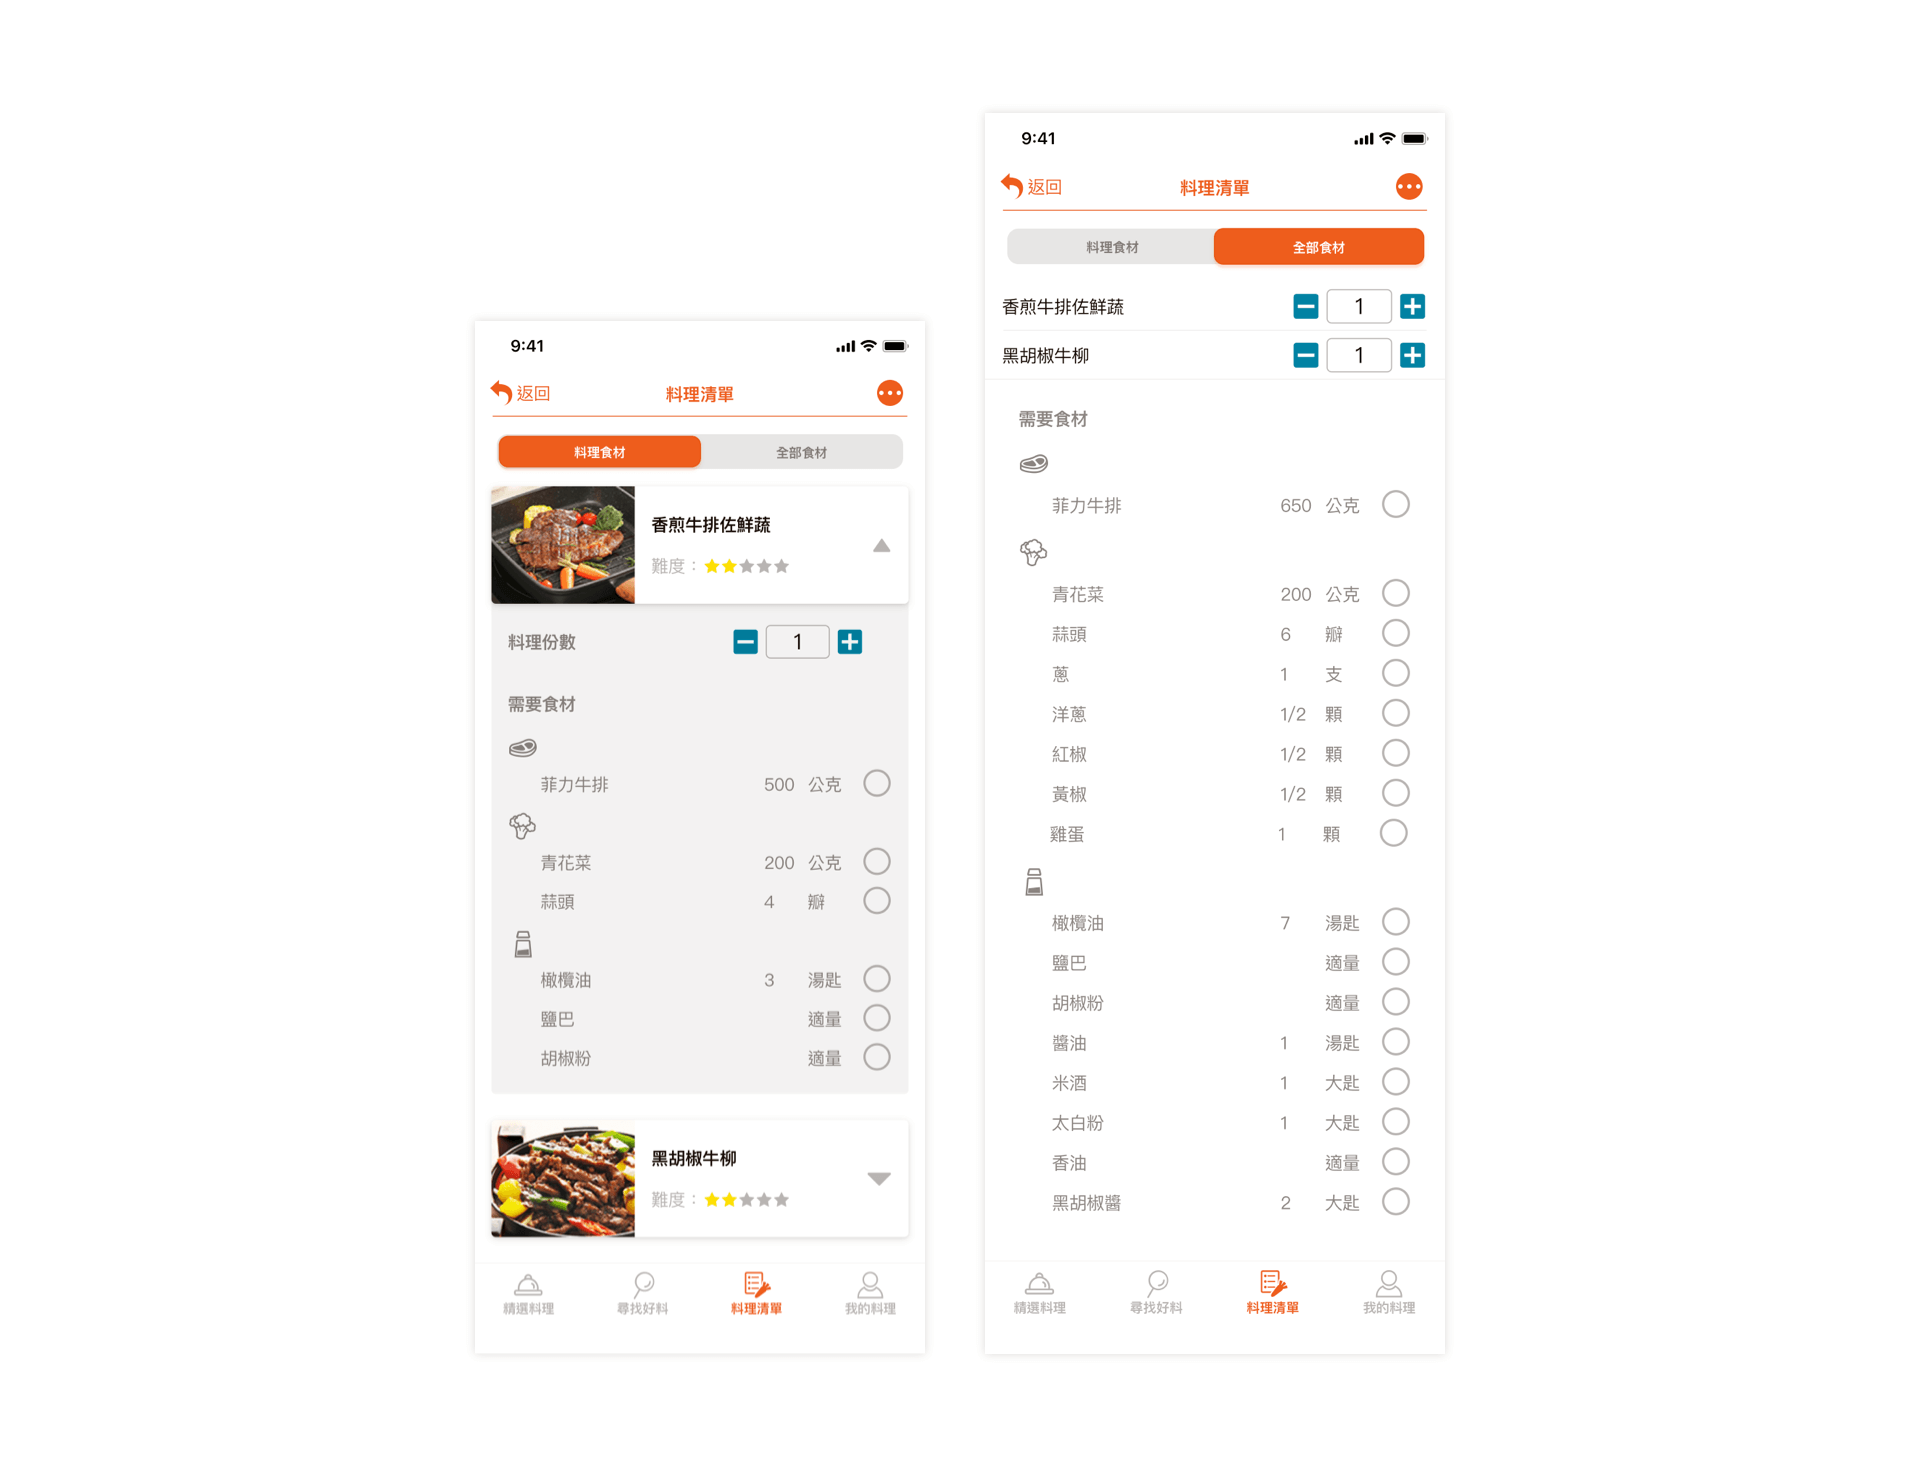 9:41
返回 料理清單
料理食材 全部食材
香煎牛排佐鮮蔬
難度：
料理份數 1
需要食材
菲力牛排 500 公克
青花菜 200 公克
蒜頭 4 瓣
橄欖油 3 湯匙
鹽巴 適量
胡椒粉 適量
黑胡椒牛柳
難度：
精選料理 尋找好料 料理清單 我的料理
9:41
返回 料理清單
料理食材 全部食材
香煎牛排佐鮮蔬 1
黑胡椒牛柳 1
需要食材
菲力牛排 650 公克
青花菜 200 公克
蒜頭 6 瓣
蔥 1 支
洋蔥 1/2 顆
紅椒 1/2 顆
黃椒 1/2 顆
雞蛋 1 顆
橄欖油 7 湯匙
鹽巴 適量
胡椒粉 適量
醬油 1 湯匙
米酒 1 大匙
太白粉 1 大匙
香油 適量
黑胡椒醬 2 大匙
精選料理 尋找好料 料理清單 我的料理